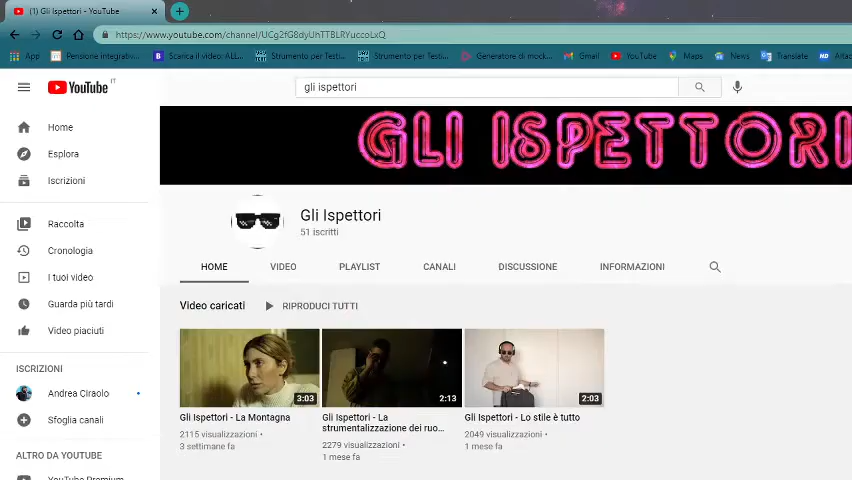 (1) Gli Ispettori - YouTube
https://www.youtube.com/channel/UCg2fG8dyUhTTBLRYuccoLxQ
App
Pensione integrativ...
Scarica il video: ALL...
Strumento per Testi...
Strumento per Testi...
Generatore di mock...
Gmail
YouTube
Maps
News
Translate
YouTube IT
gli ispettori
Home
Esplora
Iscrizioni
Raccolta
Cronologia
I tuoi video
Guarda più tardi
Video piaciuti
ISCRIZIONI
Andrea Ciraolo
Sfoglia canali
ALTRO DA YOUTUBE
YouTube Premium
GLI ISPETTORI
Gli Ispettori
51 iscritti
HOME
VIDEO
PLAYLIST
CANALI
DISCUSSIONE
INFORMAZIONI
Video caricati
RIPRODUCI TUTTI
3:03
Gli Ispettori - La Montagna
2115 visualizzazioni •
3 settimane fa
2:13
Gli Ispettori - La
strumentalizzazione dei ruo...
2279 visualizzazioni •
1 mese fa
2:03
Gli Ispettori - Lo stile è tutto
2049 visualizzazioni •
1 mese fa